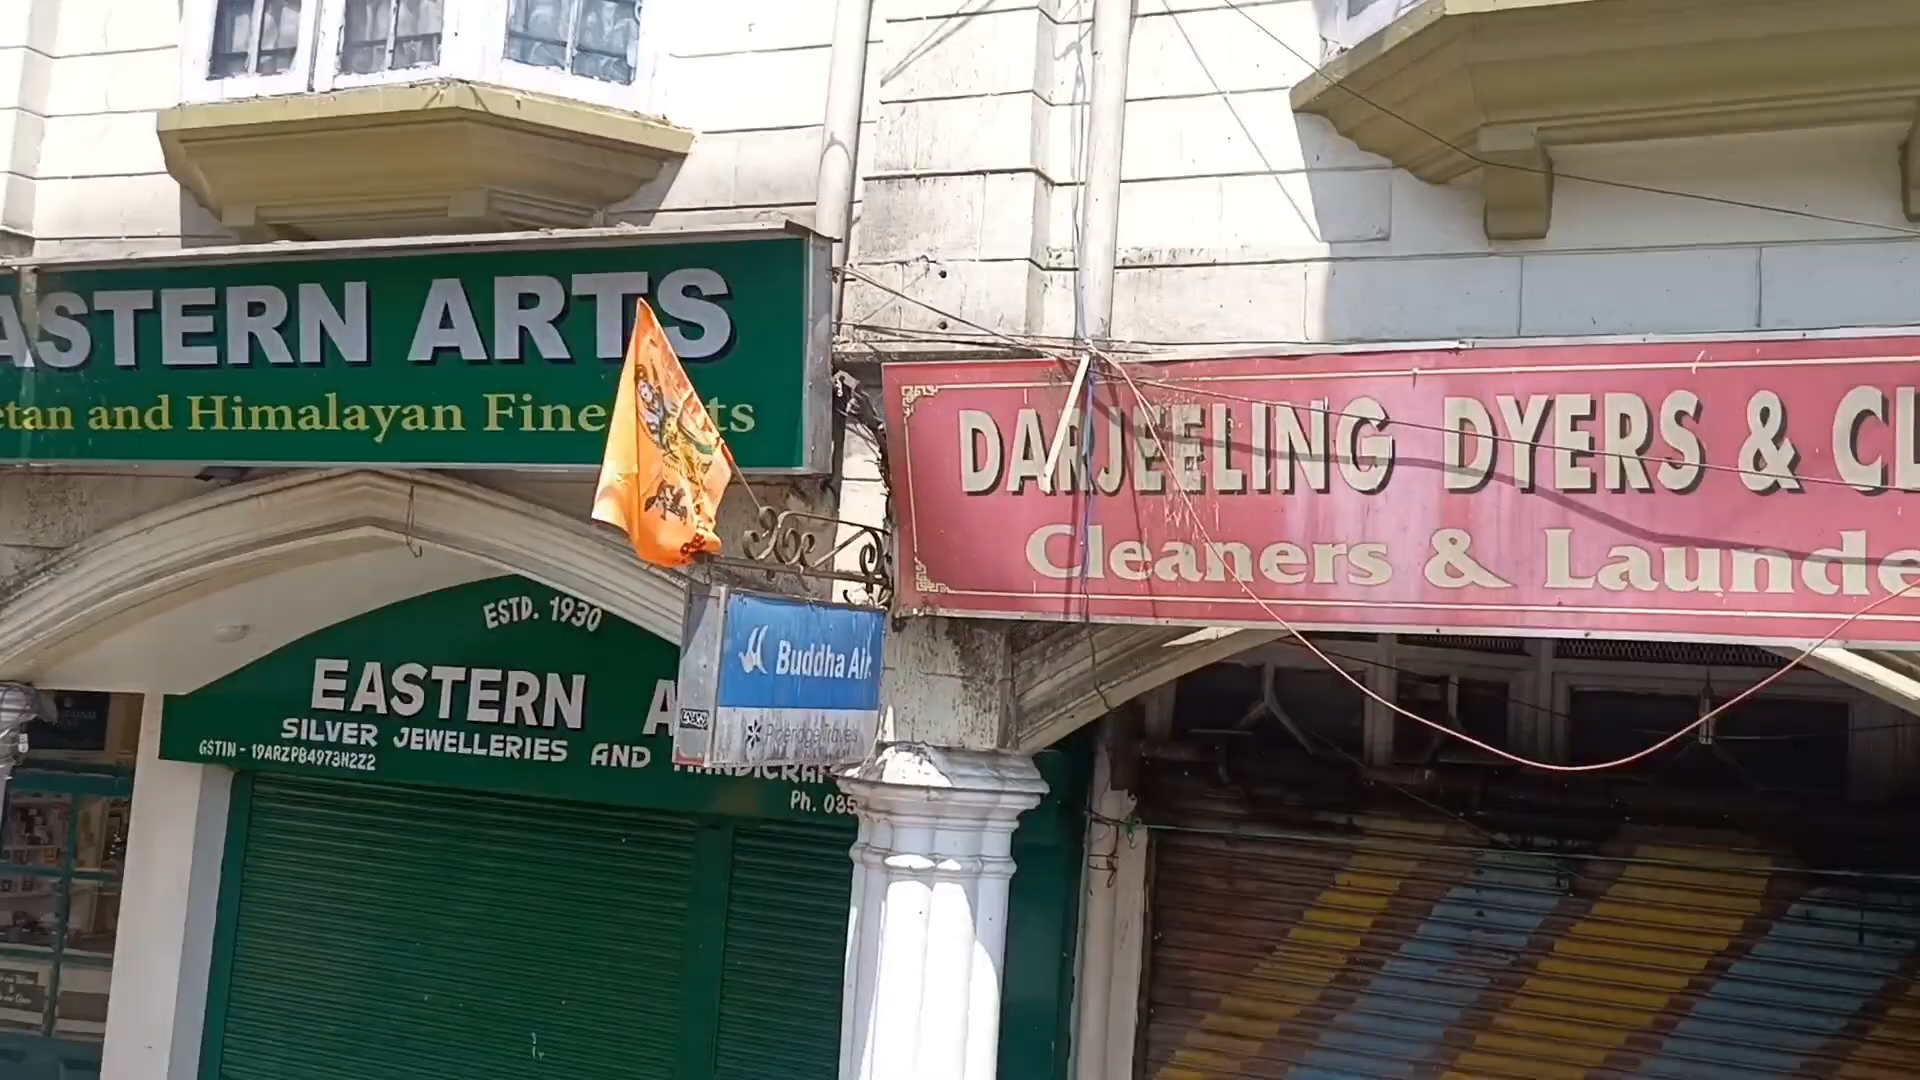 ASTERN ARTS
etan and Himalayan Fine
ESTD. 1930
EASTERN A
SILVER JEWELLERIES AND HANDICRAF
GSTIN - 19ARZPB4973H2Z2
Ph. 035
Buddha Air
DARJEELING DYERS & CL
Cleaners & Launde